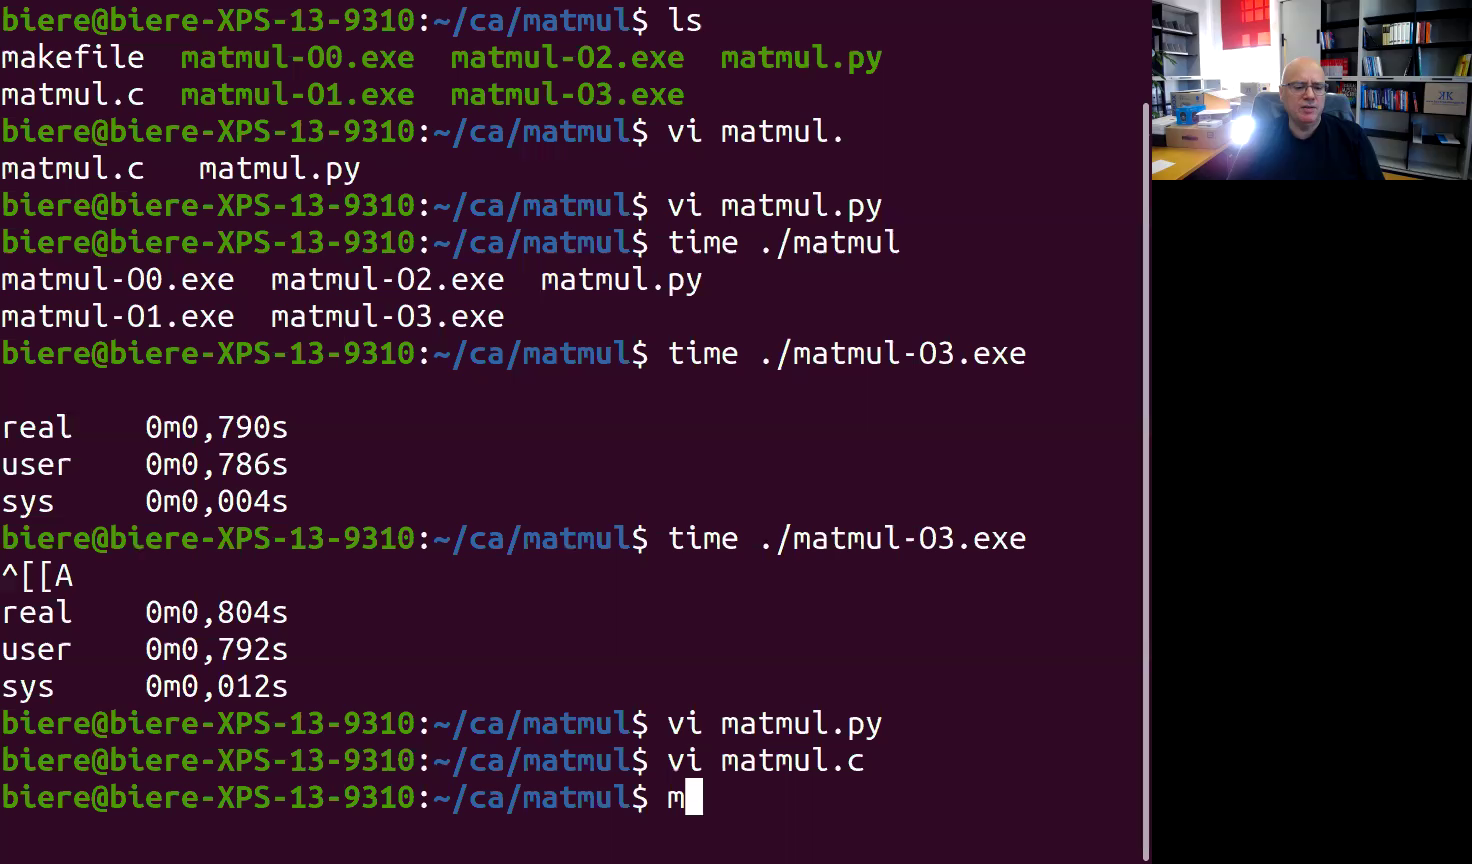 biere@biere-XPS-13-9310:~/ca/matmul$ ls
makefile  matmul-O0.exe  matmul-O2.exe  matmul.py
matmul.c  matmul-O1.exe  matmul-O3.exe
biere@biere-XPS-13-9310:~/ca/matmul$ vi matmul.
matmul.c   matmul.py
biere@biere-XPS-13-9310:~/ca/matmul$ vi matmul.py
biere@biere-XPS-13-9310:~/ca/matmul$ time ./matmul
matmul-O0.exe  matmul-O2.exe  matmul.py
matmul-O1.exe  matmul-O3.exe
biere@biere-XPS-13-9310:~/ca/matmul$ time ./matmul-O3.exe
real    0m0,790s
user    0m0,786s
sys     0m0,004s
biere@biere-XPS-13-9310:~/ca/matmul$ time ./matmul-O3.exe
^[[A
real    0m0,804s
user    0m0,792s
sys     0m0,012s
biere@biere-XPS-13-9310:~/ca/matmul$ vi matmul.py
biere@biere-XPS-13-9310:~/ca/matmul$ vi matmul.c
biere@biere-XPS-13-9310:~/ca/matmul$ m